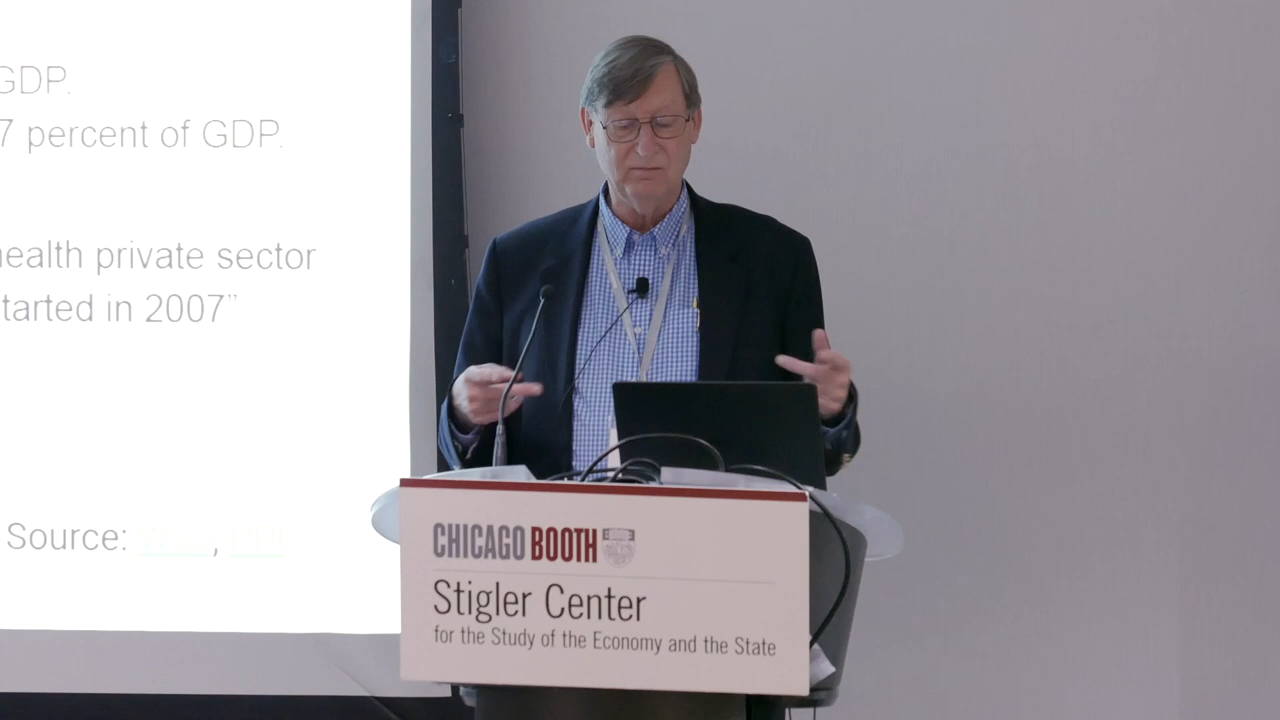 GDP.
7 percent of GDP.
health private sector
started in 2007”
Source: ,
CHICAGO BOOTH
Stigler Center
for the Study of the Economy and the State